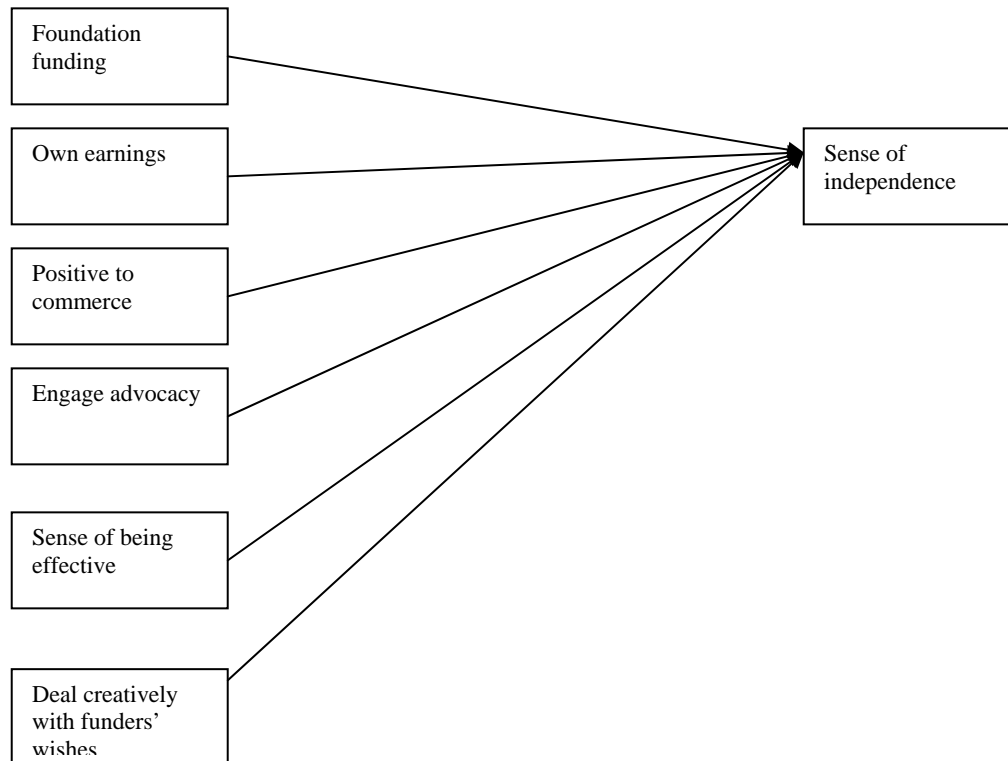 Foundation
funding
Own earnings
Sense of
independence
Positive to
commerce
Engage advocacy
Sense of being
effective
Deal creatively
with funders’
wishes